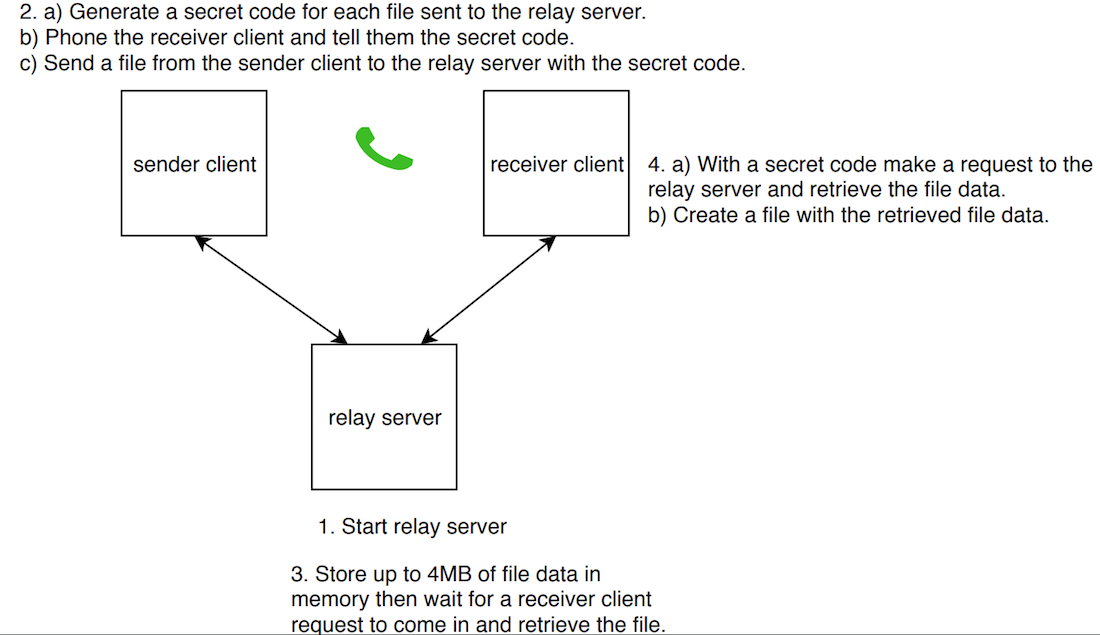 2. a) Generate a secret code for each file sent to the relay server.
b) Phone the receiver client and tell them the secret code.
c) Send a file from the sender client to the relay server with the secret code.
sender client
receiver client
4. a) With a secret code make a request to the
relay server and retrieve the file data.
b) Create a file with the retrieved file data.
relay server
1. Start relay server
3. Store up to 4MB of file data in
memory then wait for a receiver client
request to come in and retrieve the file.